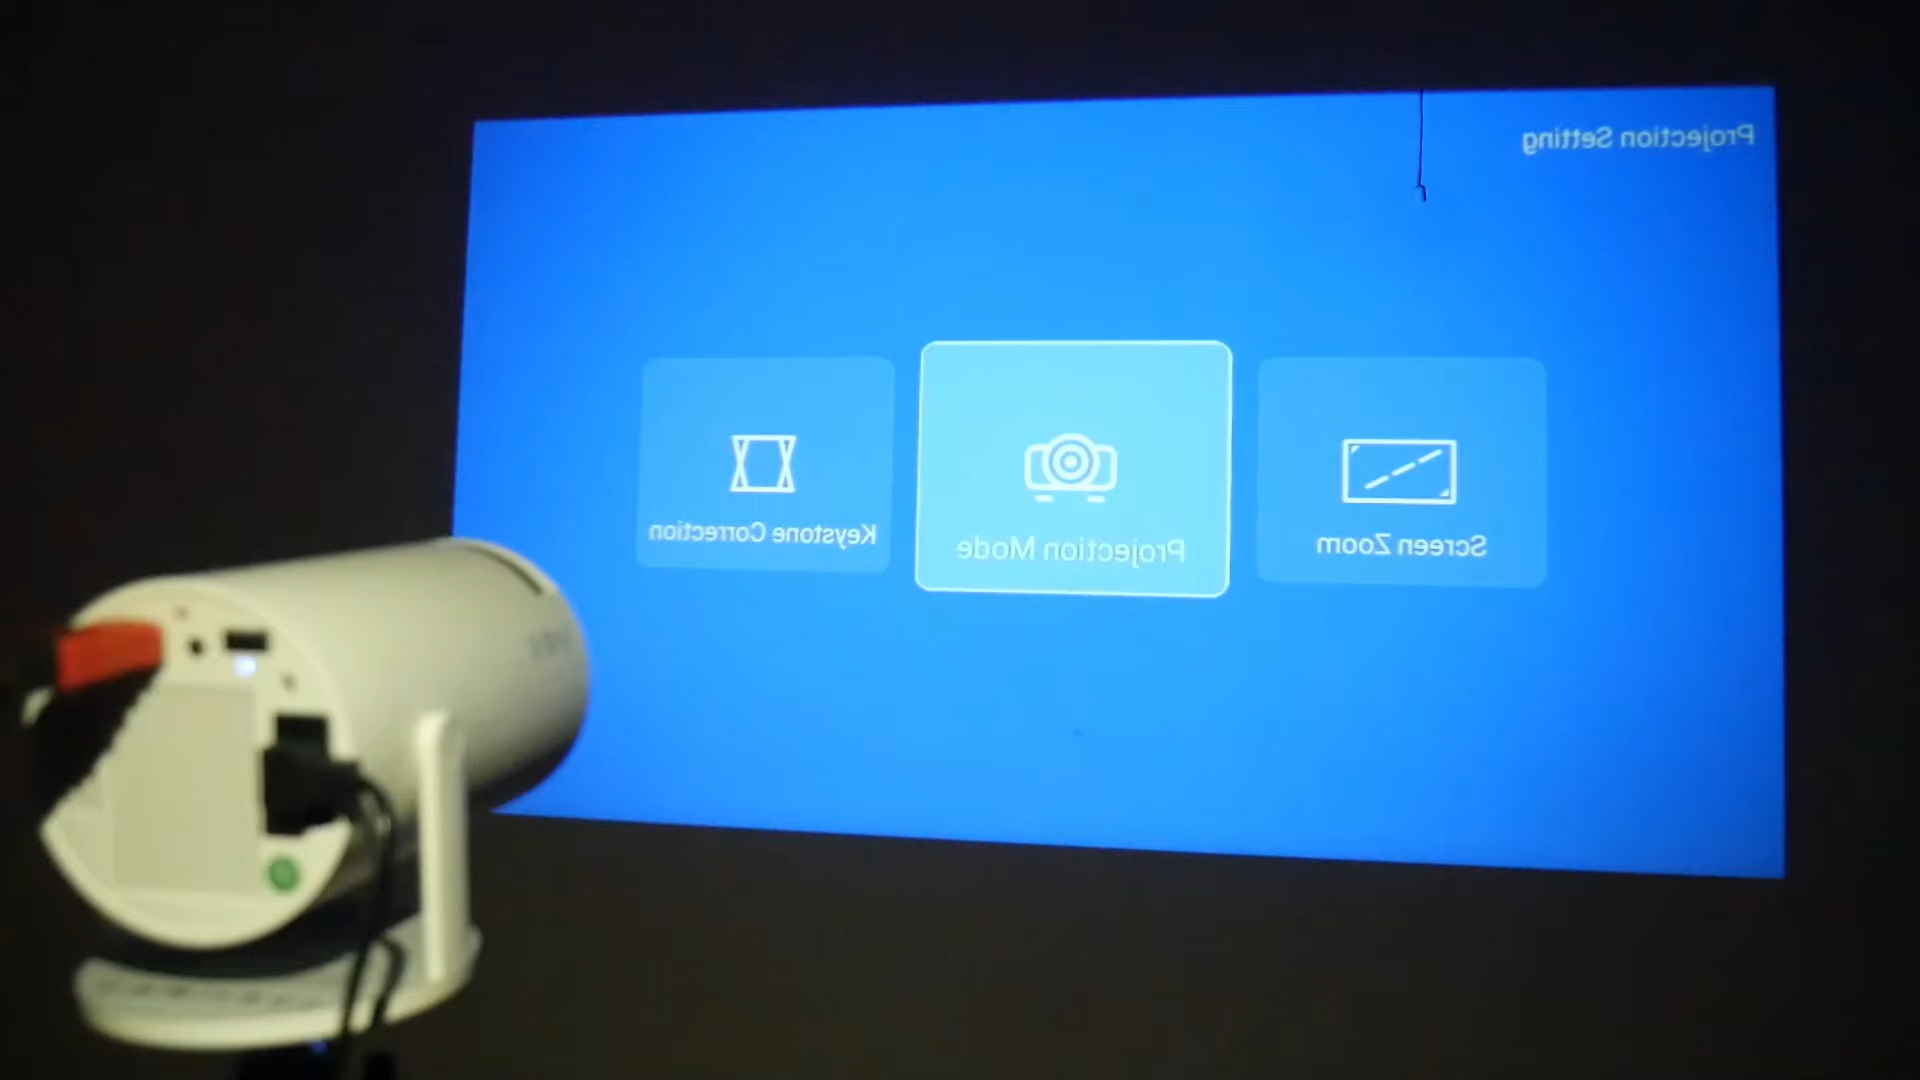 Projection Setting
Screen Zoom
Projection Mode
Keystone Correction